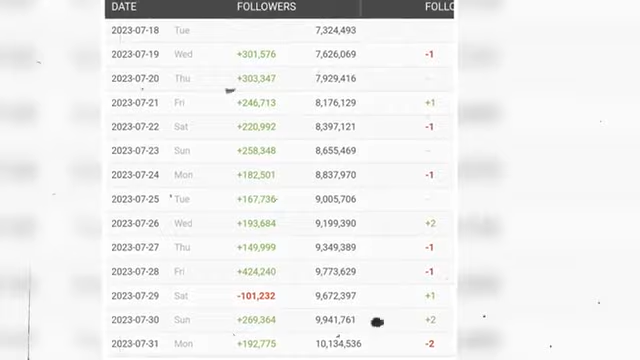 DATE FOLLOWERS FOLLO
2023-07-18 Tue 7,324,493
2023-07-19 Wed +301,576 7,626,069 -1
2023-07-20 Thu +303,347 7,929,416 --
2023-07-21 Fri +246,713 8,176,129 +1
2023-07-22 Sat +220,992 8,397,121 -1
2023-07-23 Sun +258,348 8,655,469 --
2023-07-24 Mon +182,501 8,837,970 -1
2023-07-25 Tue +167,736 9,005,706 --
2023-07-26 Wed +193,684 9,199,390 +2
2023-07-27 Thu +149,999 9,349,389 -1
2023-07-28 Fri +424,240 9,773,629 -1
2023-07-29 Sat -101,232 9,672,397 +1
2023-07-30 Sun +269,364 9,941,761 +2
2023-07-31 Mon +192,775 10,134,536 -2